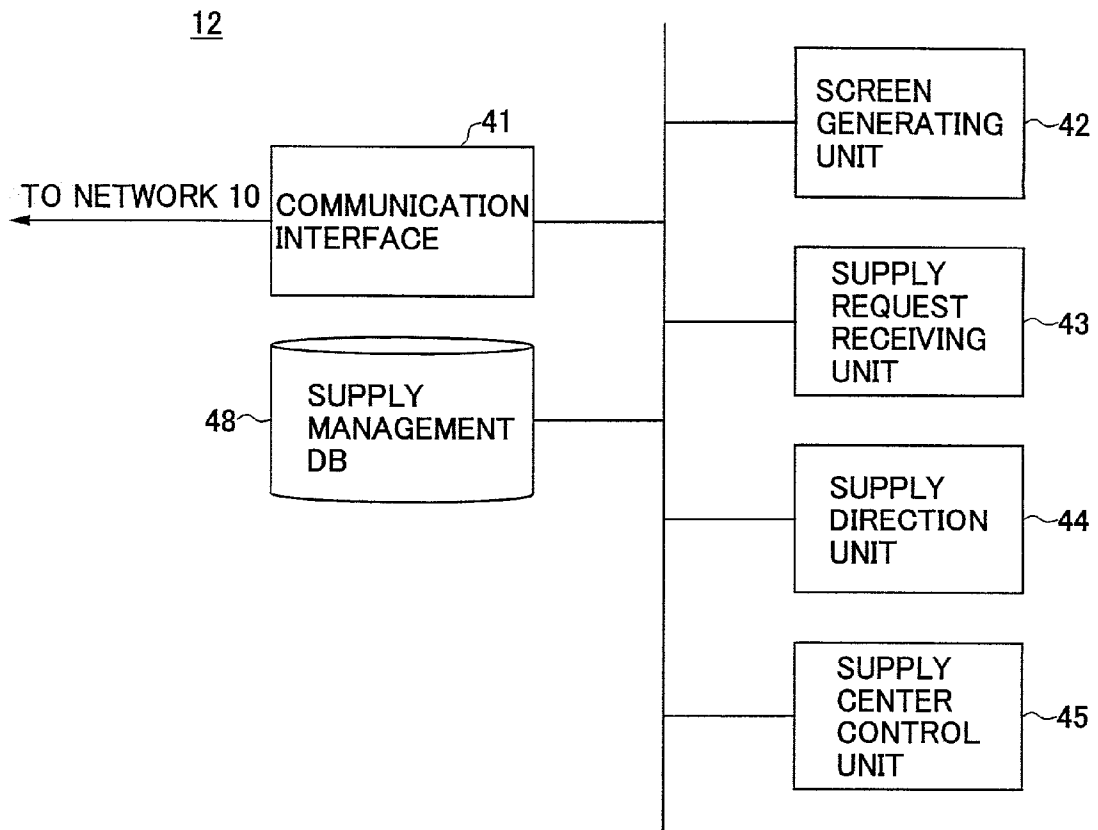 12
41
TO NETWORK 10
COMMUNICATION
INTERFACE
48
SUPPLY
MANAGEMENT
DB
SCREEN
GENERATING
UNIT
42
SUPPLY
REQUEST
RECEIVING
UNIT
43
SUPPLY
DIRECTION
UNIT
44
SUPPLY
CENTER
CONTROL
UNIT
45